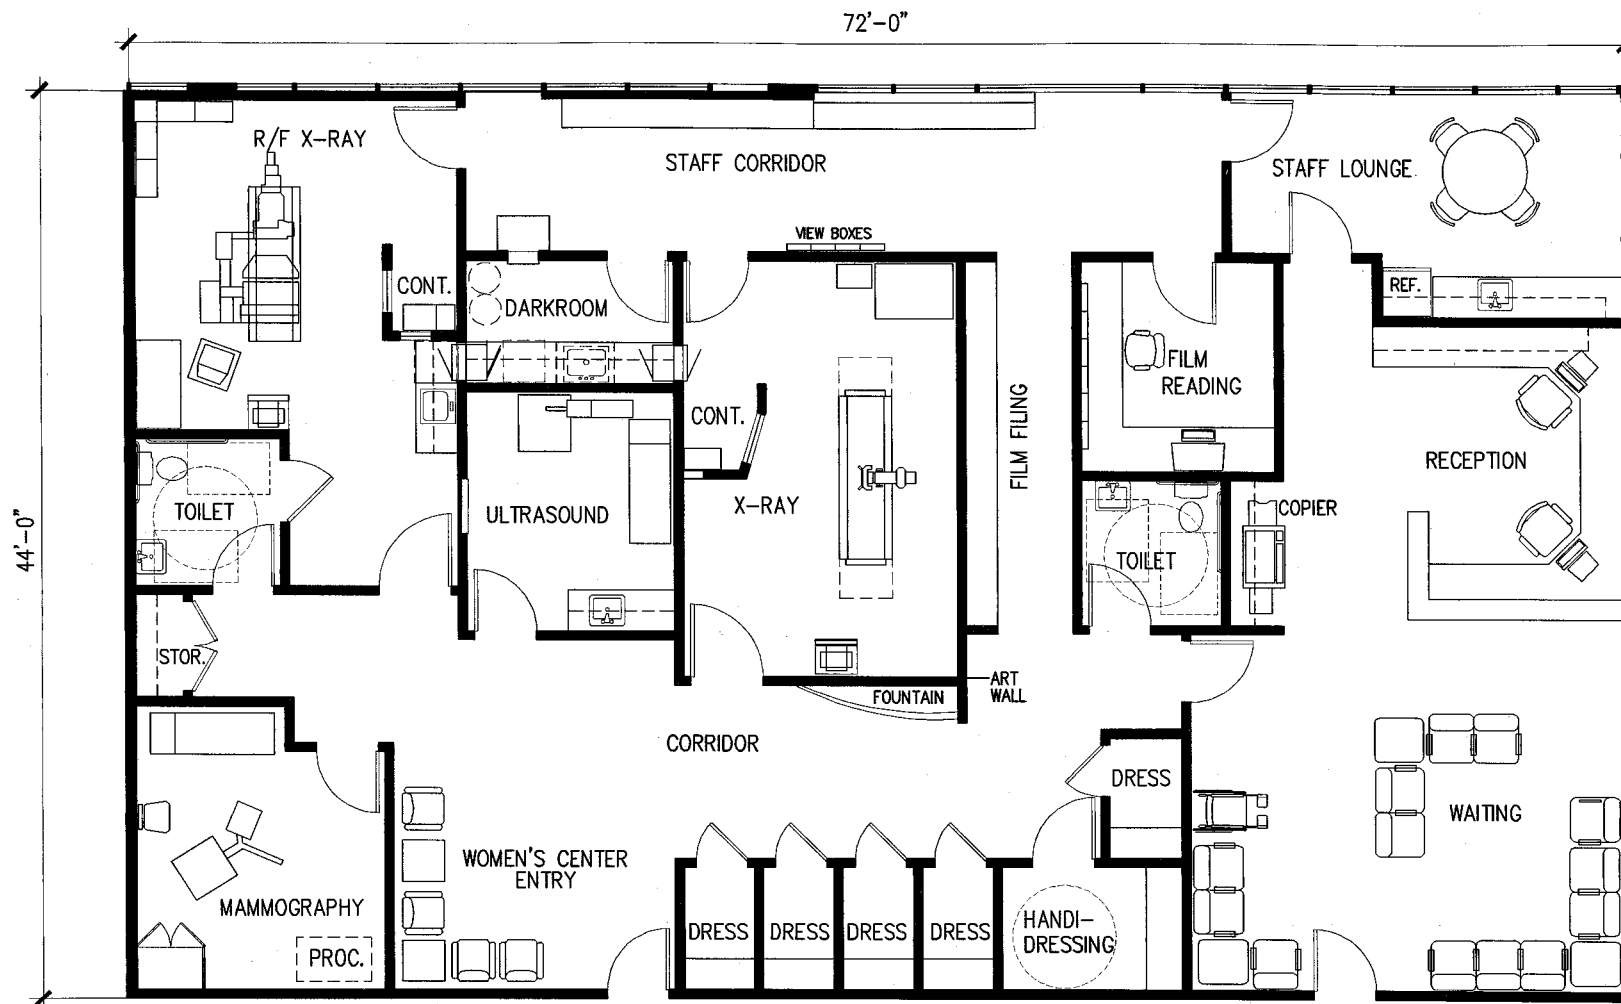 72'-0"
44'-0"
R/F X-RAY
STAFF CORRIDOR
STAFF LOUNGE
VIEW BOXES
CONT.
DARKROOM
REF.
FILM
READING
CONT.
FILM FILING
RECEPTION
TOILET
ULTRASOUND
X-RAY
COPIER
TOILET
STOR.
ART
WALL
FOUNTAIN
CORRIDOR
DRESS
WAITING
WOMEN'S CENTER
ENTRY
MAMMOGRAPHY
PROC.
DRESS
DRESS
DRESS
DRESS
HANDI-
DRESSING